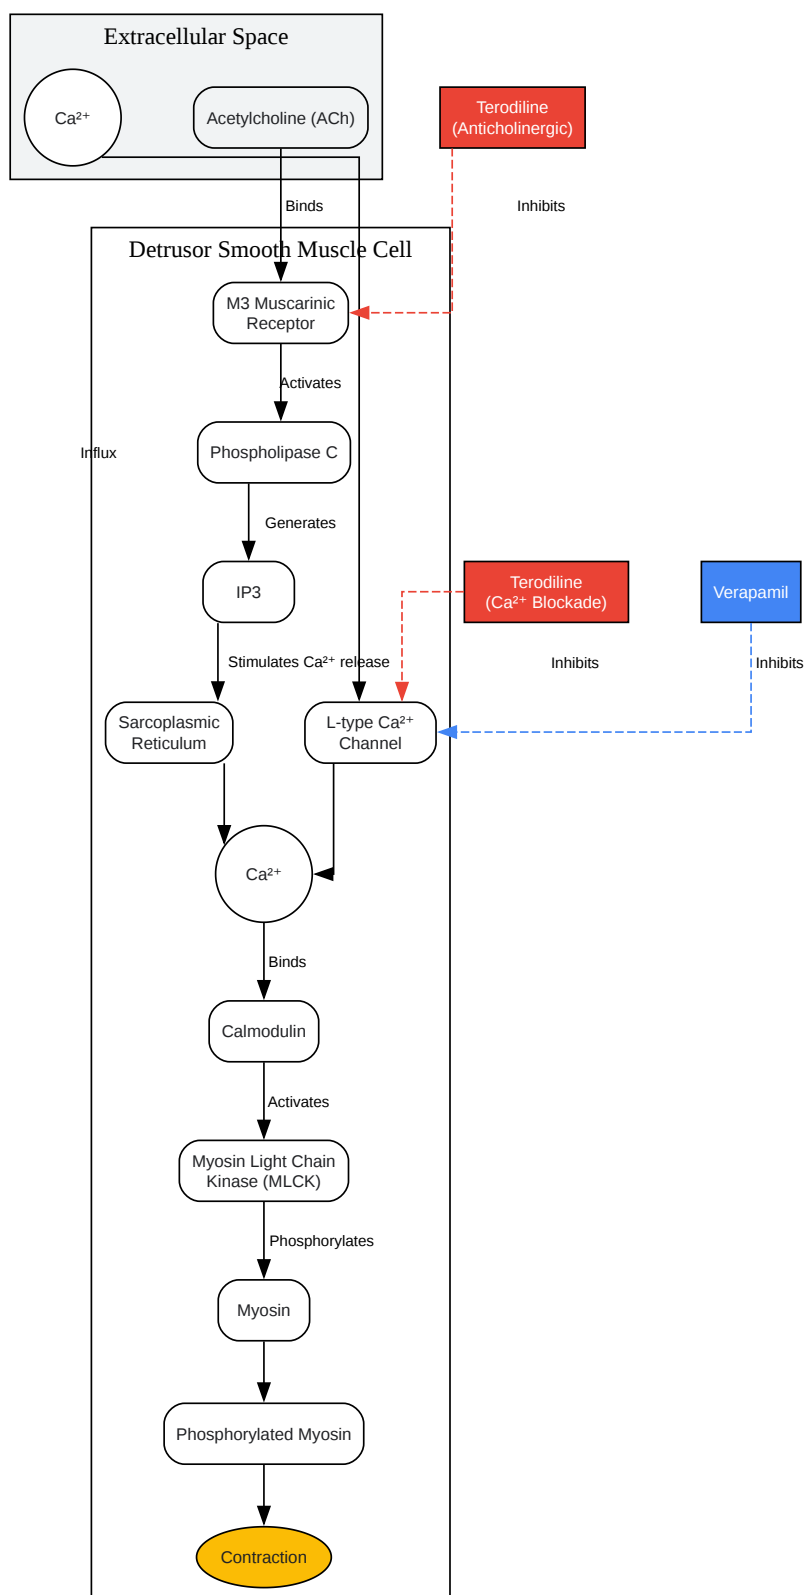 Extracellular Space
Ca²⁺
Acetylcholine (ACh)
Terodiline
(Anticholinergic)
Binds
Inhibits
Detrusor Smooth Muscle Cell
M3 Muscarinic
Receptor
Activates
Phospholipase C
Influx
Generates
IP3
Terodiline
(Ca²⁺ Blockade)
Verapamil
Stimulates Ca²⁺ release
Inhibits
Inhibits
Sarcoplasmic
Reticulum
L-type Ca²⁺
Channel
Ca²⁺
Binds
Calmodulin
Activates
Myosin Light Chain
Kinase (MLCK)
Phosphorylates
Myosin
Phosphorylated Myosin
Contraction